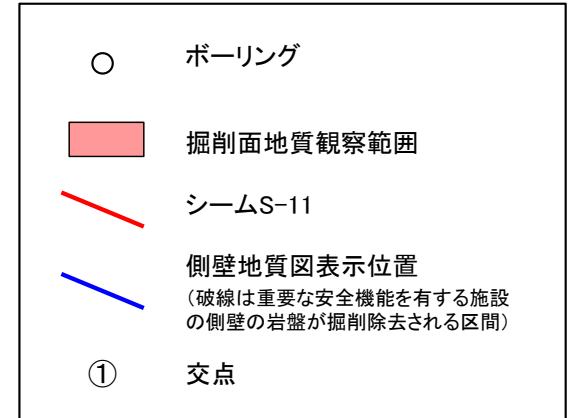 ボーリング
掘削面地質観察範囲
シームS-11
側壁地質図表示位置
（破線は重要な安全機能を有する施設
の側壁の岩盤が掘削除去される区間）
① 交点